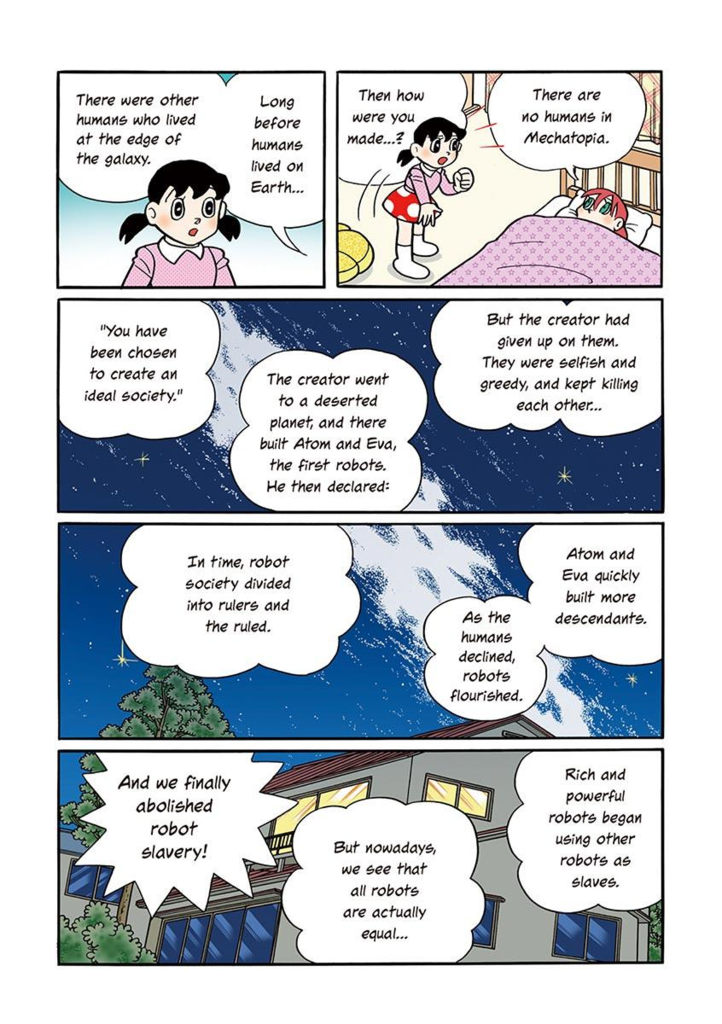 There are
no humans in
Mechatopia.
Then how
were you
made...?
Long
before
humans
lived on
Earth...
There were other
humans who lived
at the edge of
the galaxy.
But the creator had
given up on them.
They were selfish and
greedy, and kept killing
each other...
The creator went
to a deserted
planet, and there
built Atom and Eva,
the first robots.
He then declared:
"You have
been chosen
to create an
ideal society."
Atom and
Eva quickly
built more
descendants.
As the
humans
declined,
robots
flourished.
In time, robot
society divided
into rulers and
the ruled.
Rich and
powerful
robots began
using other
robots as
slaves.
But nowadays,
we see that
all robots
are actually
equal...
And we finally
abolished
robot
slavery!